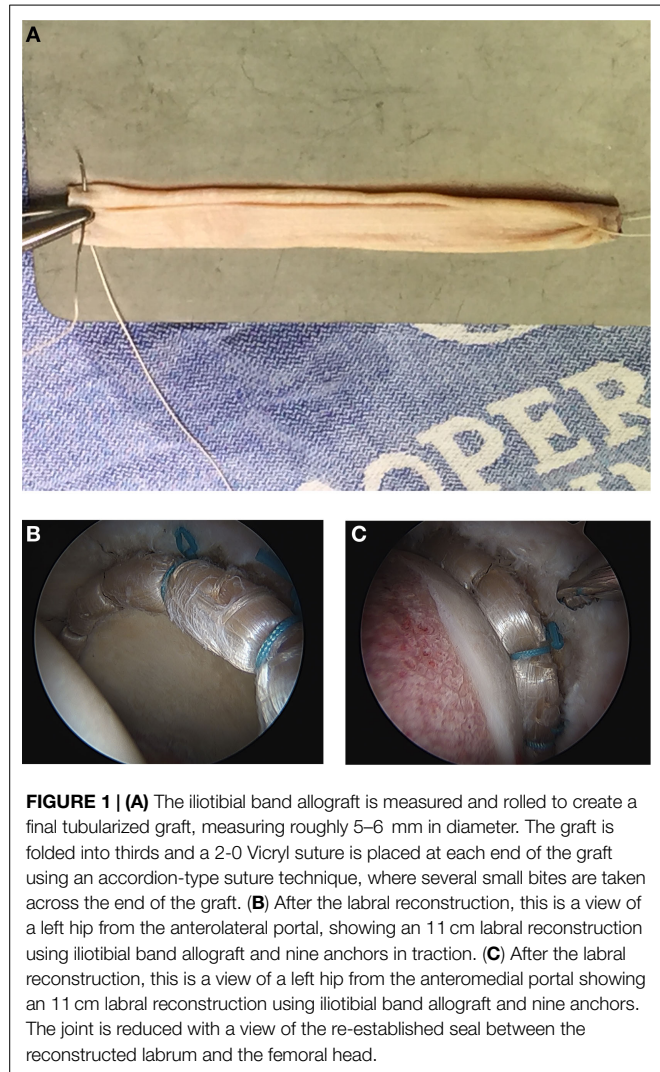 A
OPER
B
C
FIGURE 1 | (A) The iliotibial band allograft is measured and rolled to create a
final tubularized graft, measuring roughly 5–6 mm in diameter. The graft is
folded into thirds and a 2-0 Vicryl suture is placed at each end of the graft
using an accordion-type suture technique, where several small bites are taken
across the end of the graft. (B) After the labral reconstruction, this is a view of
a left hip from the anterolateral portal, showing an 11 cm labral reconstruction
using iliotibial band allograft and nine anchors in traction. (C) After the labral
reconstruction, this is a view of a left hip from the anteromedial portal showing
an 11 cm labral reconstruction using iliotibial band allograft and nine anchors.
The joint is reduced with a view of the re-established seal between the
reconstructed labrum and the femoral head.